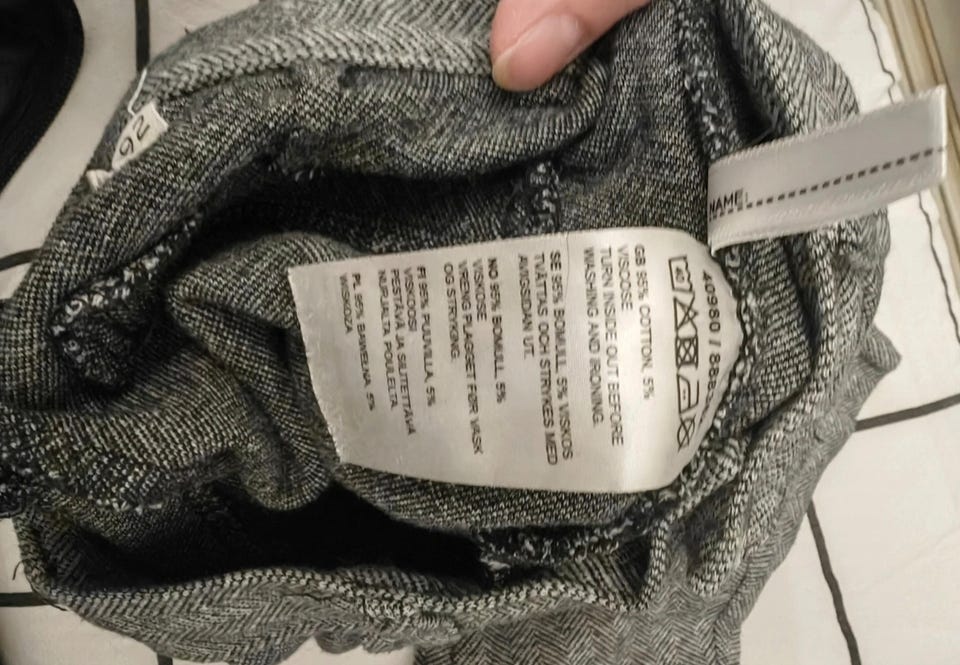 40980 /
GB 95% COTTON, 5%
VISCOSE
TURN INSIDE OUT BEFORE
WASHING AND IRONING.
SE 95% BOMULL, 5% VISKOS
TVÄTTAS OCH STRYKES MED
AVIGSIDAN UT.
NO 95% BOMULL, 5%
VISKOSE
VRENG PLAGGET FØR VASK
OG STRYKING.
FI 95% PUUVILLA, 5%
VISKOOSI
PESTÄVÄ JA SILITETTÄVÄ
NURJALTA PUOLELTA.
PL 95% BAWEŁNA, 5%
WISKOZA
NAME: